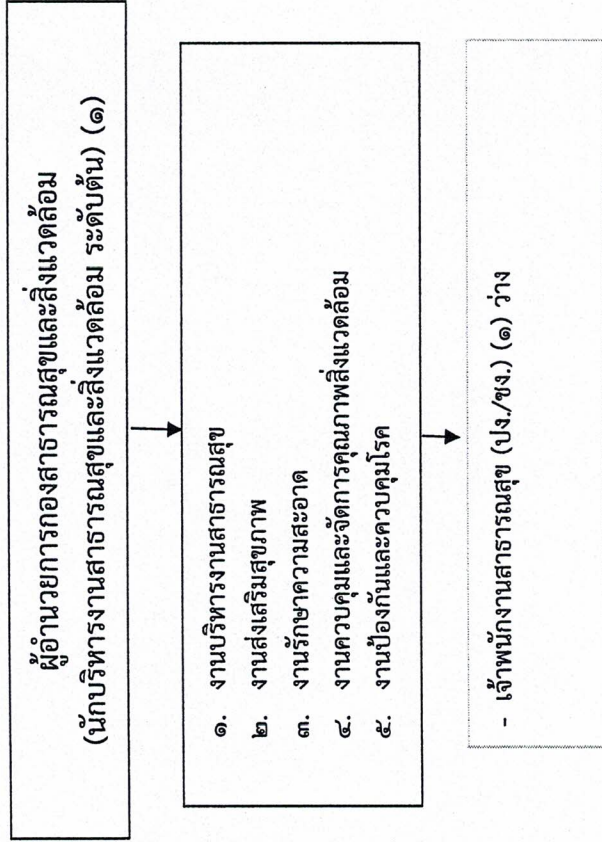 ผู้อำนวยการกองสาธารณสุขและสิ่งแวดล้อม
(นักบริหารงานสาธารณสุขและสิ่งแวดล้อม ระดับต้น) (๑)
๑. งานบริหารงานสาธารณสุข
๒. งานส่งเสริมสุขภาพ
๓. งานรักษาความสะอาด
๔. งานควบคุมและจัดการคุณภาพสิ่งแวดล้อม
๕. งานป้องกันและควบคุมโรค
- เจ้าพนักงานสาธารณสุข (ปง./ชง.) (๑) ว่าง